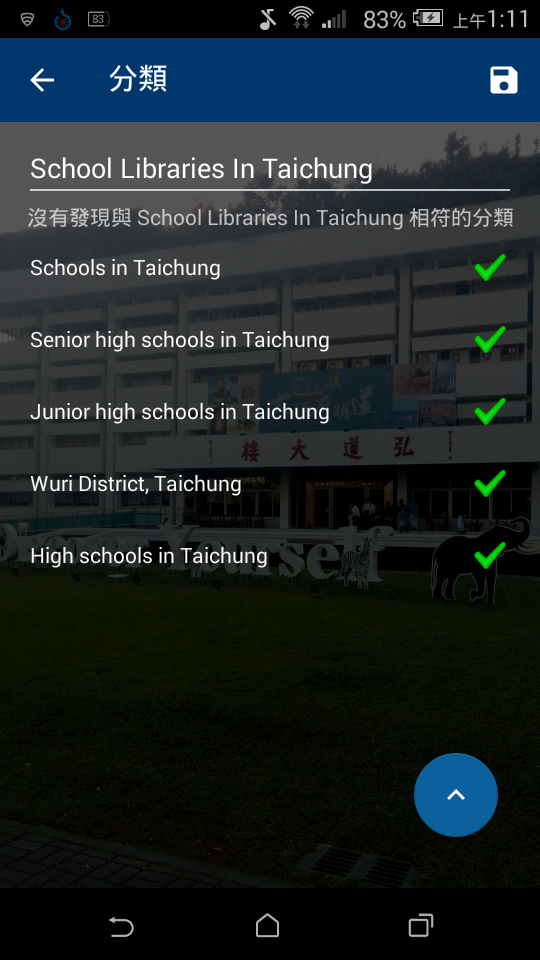 83
83%
上午1:11
分類
School Libraries In Taichung
沒有發現與 School Libraries In Taichung 相符的分類
Schools in Taichung
Senior high schools in Taichung
Junior high schools in Taichung
樓大道弘
Wuri District, Taichung
Yourself
High schools in Taichung